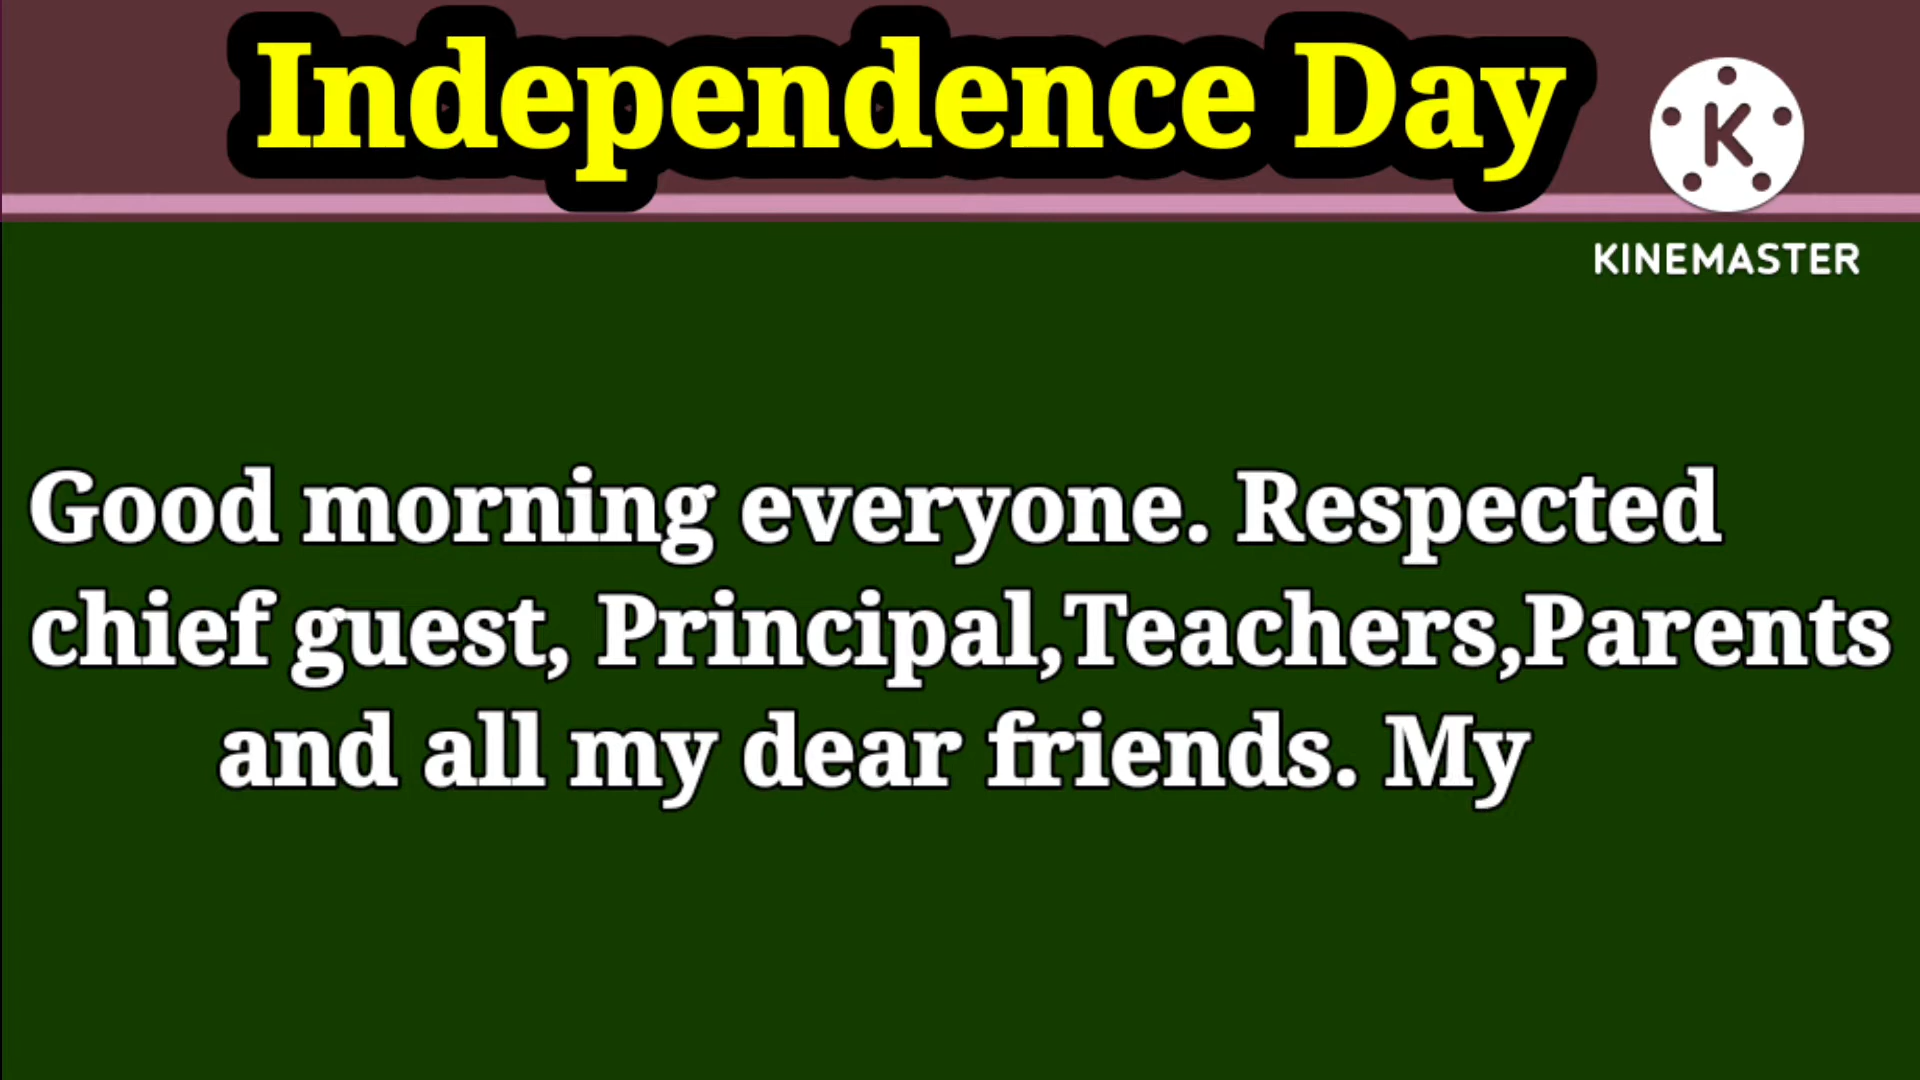 Independence Day
K
KINEMASTER
Good morning everyone. Respected
chief guest, Principal,Teachers,Parents
and all my dear friends. My